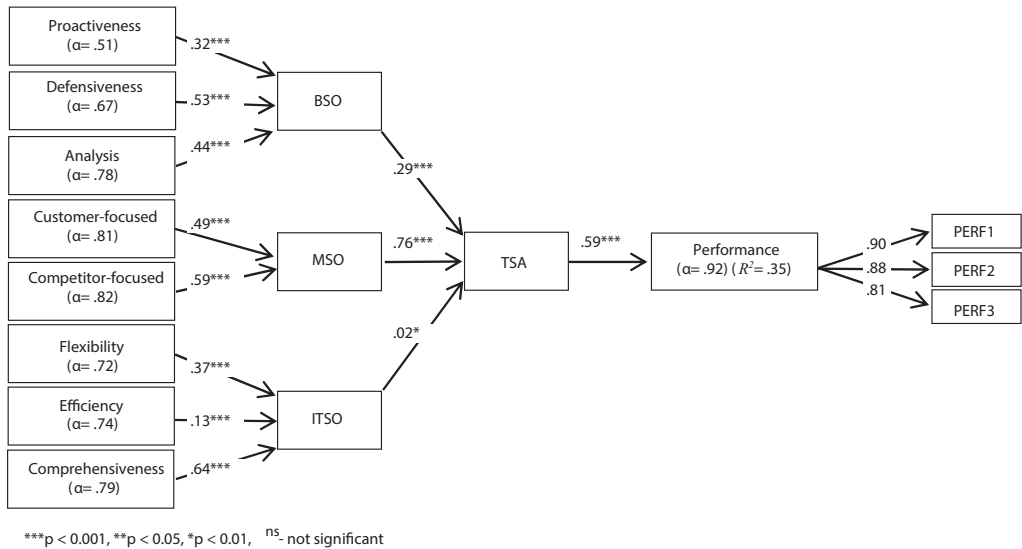 Proactiveness
(α= .51)
.32***
Defensiveness
(α= .67)
.53***
BSO
Analysis
(α= .78)
.44***
.29***
Customer-focused
(α= .81)
.49***
MSO
.76***
TSA
.59***
Performance
(α= .92) (R²= .35)
.90
.88
.81
PERF1
PERF2
PERF3
Competitor-focused
(α= .82)
.59***
Flexibility
(α= .72)
.37***
.02*
Efficiency
(α= .74)
.13***
ITSO
Comprehensiveness
(α= .79)
.64***
***p < 0.001, **p < 0.05, *p < 0.01, ns- not significant